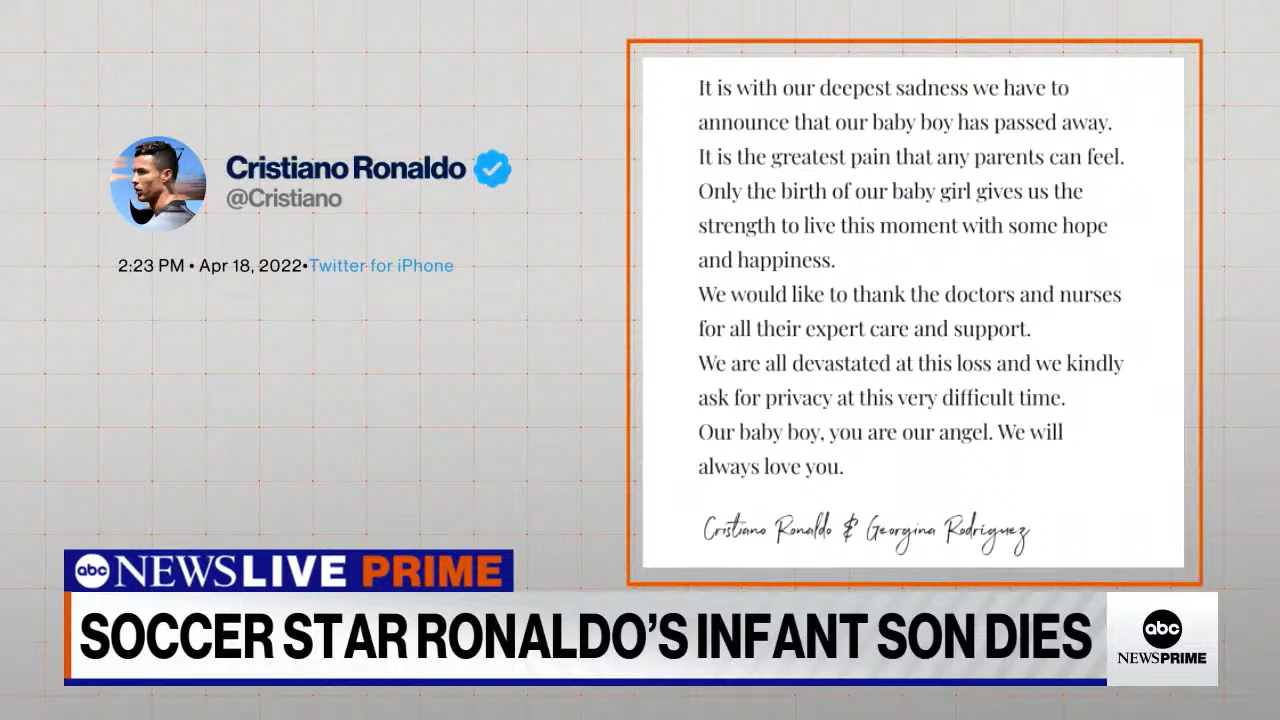 Cristiano Ronaldo
@Cristiano
2:23 PM • Apr 18, 2022•Twitter for iPhone
It is with our deepest sadness we have to
announce that our baby boy has passed away.
It is the greatest pain that any parents can feel.
Only the birth of our baby girl gives us the
strength to live this moment with some hope
and happiness.
We would like to thank the doctors and nurses
for all their expert care and support.
We are all devastated at this loss and we kindly
ask for privacy at this very difficult time.
Our baby boy, you are our angel. We will
always love you.
Cristiano Ronaldo & Georgina Rodriguez
abc NEWS LIVE PRIME
SOCCER STAR RONALDO’S INFANT SON DIES
abc
NEWSPRIME